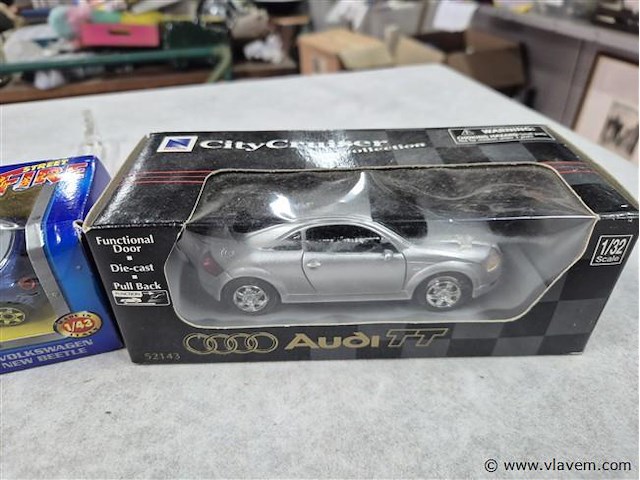 CityCruiser
Collection
WARNING:
Functional
Door
Die-cast
Pull Back
1/32
Scale
52143
Audi TT
STREET
FIRE
1/43
VOLKSWAGEN
NEW BEETLE
© www.vlavem.com